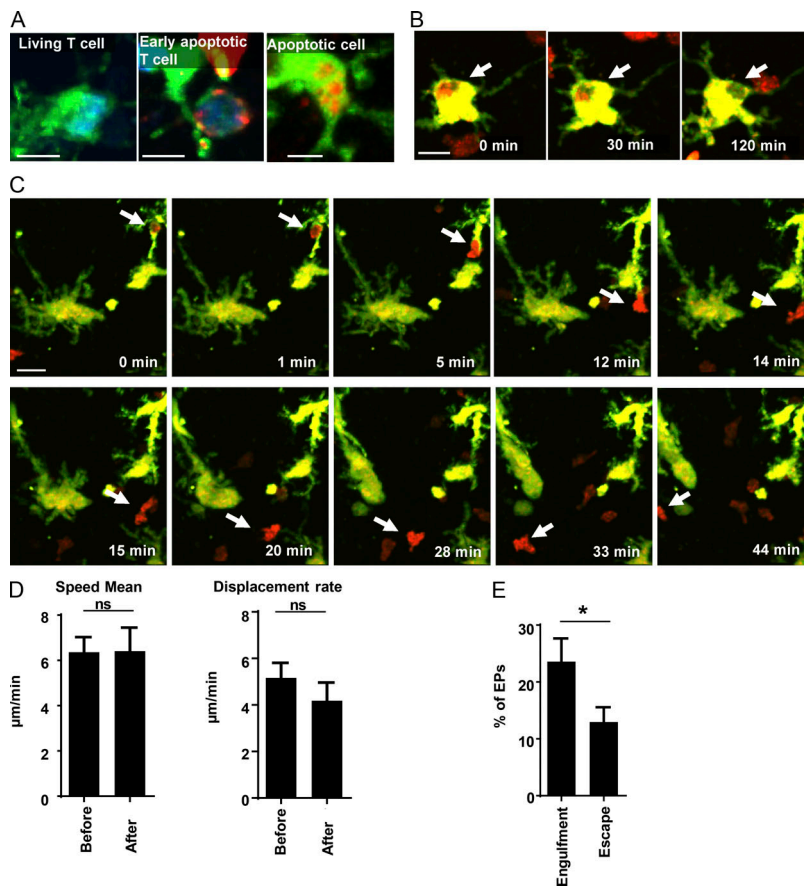 A
Living T cell
Early apoptotic
T cell
Apoptotic cell
B
0 min
30 min
120 min
C
0 min
1 min
5 min
12 min
14 min
15 min
20 min
28 min
33 min
44 min
D
Speed Mean
ns
8
6
4
2
0
µm/min
Before
After
Displacement rate
ns
8
6
4
2
0
µm/min
Before
After
E
*
30
20
10
0
% of EPs
Engulfment
Escape